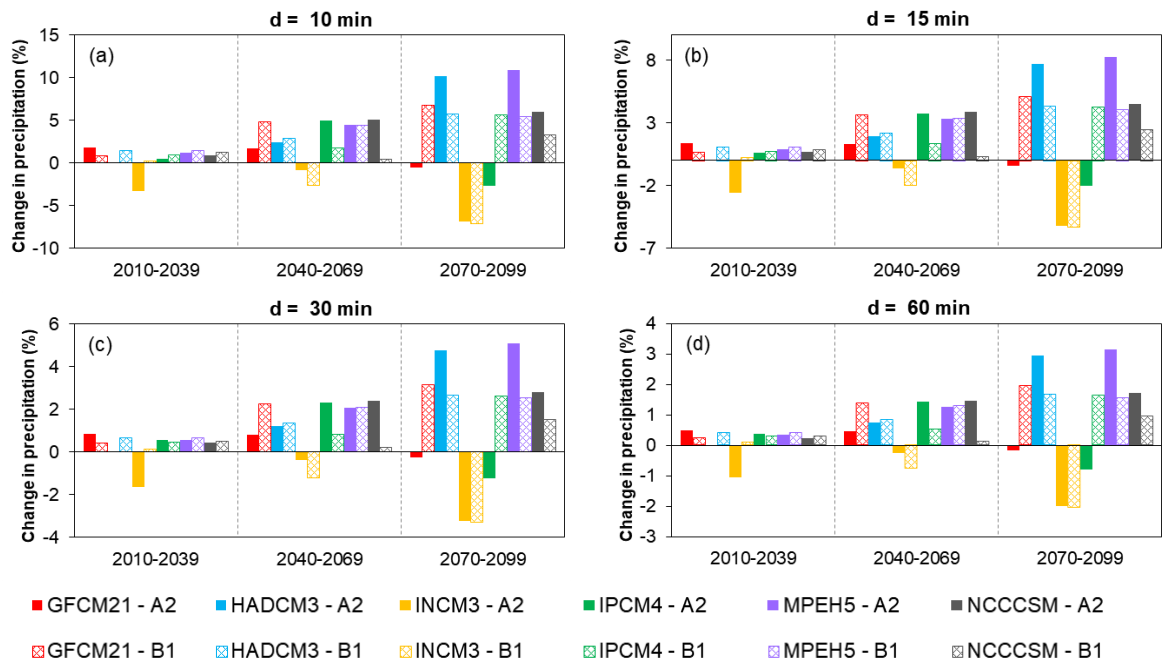 d = 10 min
(a)
Change in precipitation (%)
15
10
5
0
-5
-10
2010-2039
2040-2069
2070-2099
d = 15 min
(b)
Change in precipitation (%)
8
3
-2
-7
2010-2039
2040-2069
2070-2099
d = 30 min
(c)
Change in precipitation (%)
6
4
2
0
-2
-4
2010-2039
2040-2069
2070-2099
d = 60 min
(d)
Change in precipitation (%)
4
3
2
1
0
-1
-2
-3
2010-2039
2040-2069
2070-2099
GFCM21 - A2
HADCM3 - A2
INCM3 - A2
IPCM4 - A2
MPEH5 - A2
NCCCSM - A2
GFCM21 - B1
HADCM3 - B1
INCM3 - B1
IPCM4 - B1
MPEH5 - B1
NCCCSM - B1